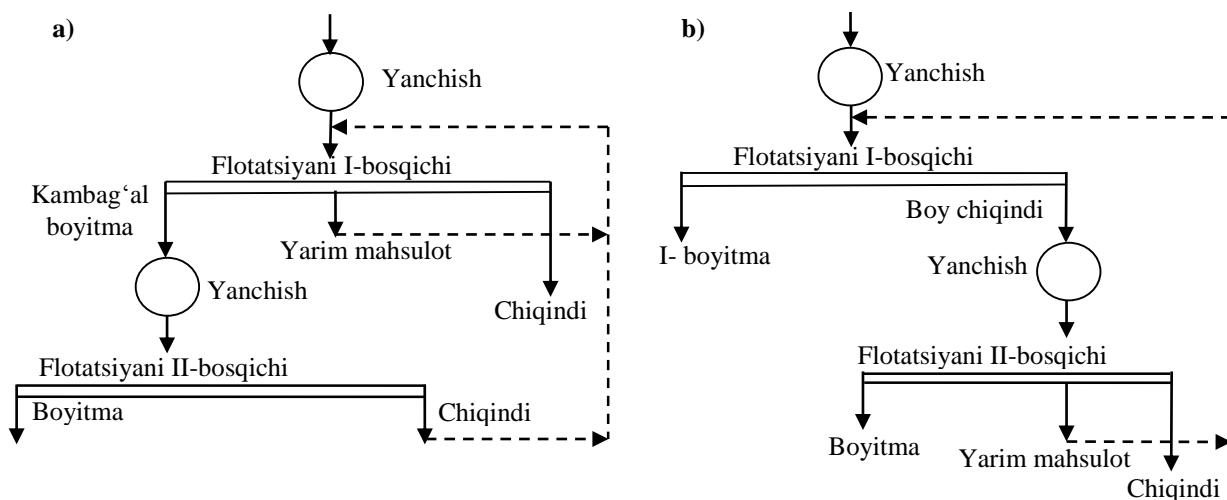 a)
Yanchish
Flotatsiyani I-bosqichi
Kambag‘al
boyitma
Yarim mahsulot
Yanchish
Chiqindi
Flotatsiyani II-bosqichi
Boyitma
Chiqindi
b)
Yanchish
Flotatsiyani I-bosqichi
Boy chiqindi
I- boyitma
Yanchish
Flotatsiyani II-bosqichi
Boyitma
Yarim mahsulot
Chiqindi